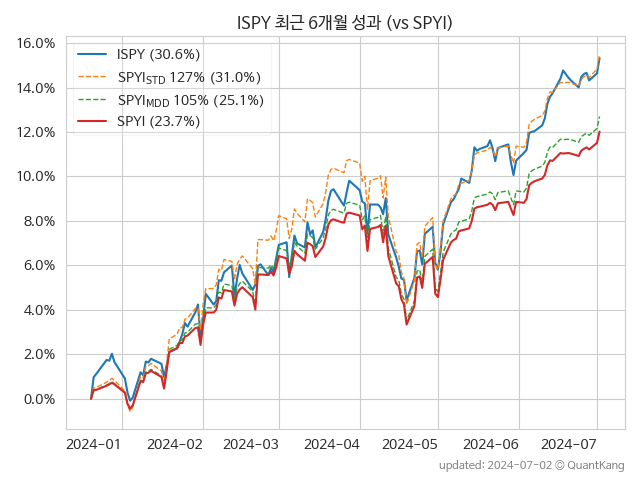 ISPY 최근 6개월 성과 (vs SPYI)
16.0%
14.0%
12.0%
10.0%
8.0%
6.0%
4.0%
2.0%
0.0%
ISPY (30.6%)
SPYI_STD 127% (31.0%)
SPYI_MDD 105% (25.1%)
SPYI (23.7%)
2024-01 2024-02 2024-03 2024-04 2024-05 2024-06 2024-07
updated: 2024-07-02 © QuantKang